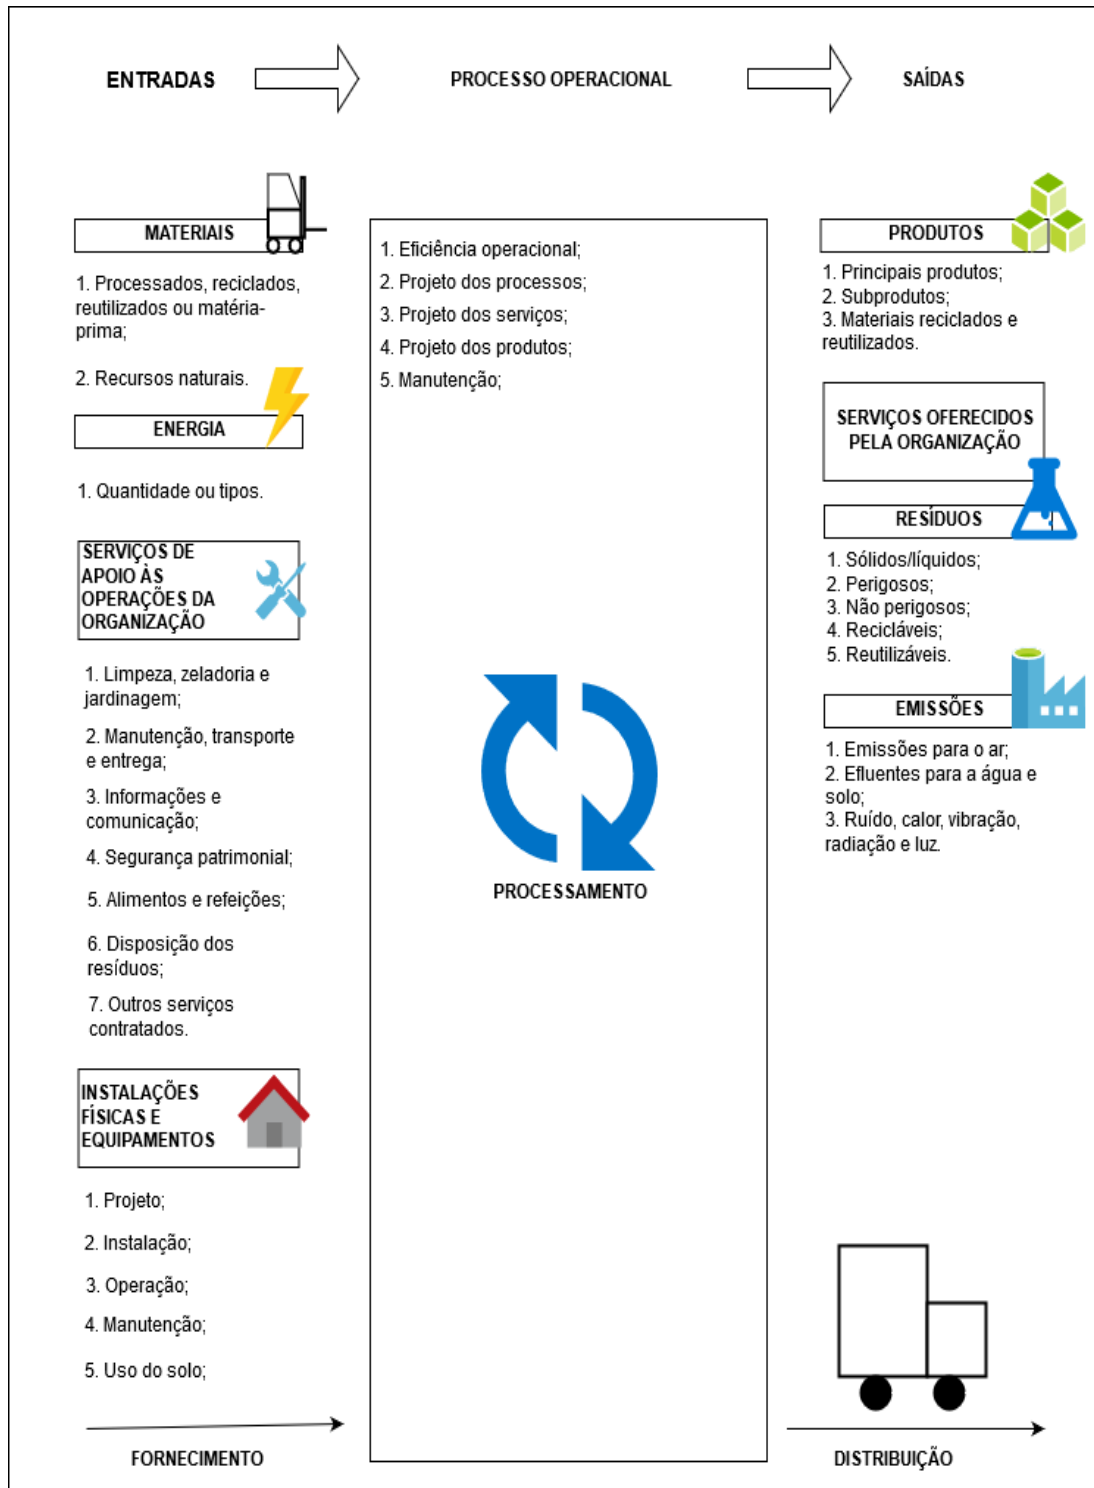 ENTRADAS
PROCESSO OPERACIONAL
SAÍDAS
MATERIAIS
1. Processados, reciclados,
reutilizados ou matéria-
prima;
2. Recursos naturais.
ENERGIA
1. Quantidade ou tipos.
SERVIÇOS DE
APOIO ÀS
OPERAÇÕES DA
ORGANIZAÇÃO
1. Limpeza, zeladoria e
jardinagem;
2. Manutenção, transporte
e entrega;
3. Informações e
comunicação;
4. Segurança patrimonial;
5. Alimentos e refeições;
6. Disposição dos
resíduos;
7. Outros serviços
contratados.
INSTALAÇÕES
FÍSICAS E
EQUIPAMENTOS
1. Projeto;
2. Instalação;
3. Operação;
4. Manutenção;
5. Uso do solo;
FORNECIMENTO
1. Eficiência operacional;
2. Projeto dos processos;
3. Projeto dos serviços;
4. Projeto dos produtos;
5. Manutenção;
PROCESSAMENTO
PRODUTOS
1. Principais produtos;
2. Subprodutos;
3. Materiais reciclados e
reutilizados.
SERVIÇOS OFERECIDOS
PELA ORGANIZAÇÃO
RESÍDUOS
1. Sólidos/líquidos;
2. Perigosos;
3. Não perigosos;
4. Recicláveis;
5. Reutilizáveis.
EMISSÕES
1. Emissões para o ar;
2. Efluentes para a água e
solo;
3. Ruído, calor, vibração,
radiação e luz.
DISTRIBUIÇÃO